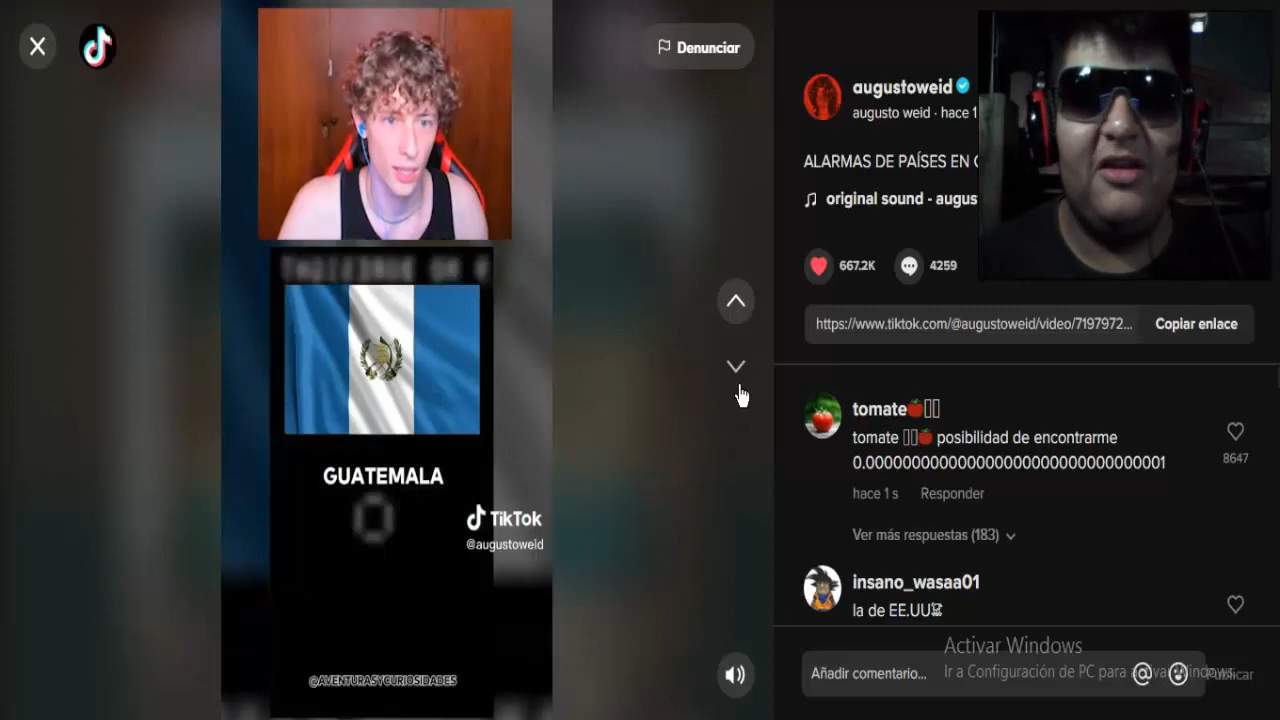 Denunciar
GUATEMALA
TikTok
@augustoweid
@AVENTURASYCURIOSIDADES
augustoweid
augusto weid · hace 1
ALARMAS DE PAÍSES EN
original sound - augus
667.2K
4259
https://www.tiktok.com/@augustoweid/video/7197972...
Copiar enlace
tomate🍅
tomate 🍅 posibilidad de encontrarme
0.0000000000000000000000000000000001
8647
hace 1 s Responder
Ver más respuestas (183)
insano_wasaa01
la de EE.UU
Activar Windows
Ir a Configuración de PC para activar Windows.
Añadir comentario...
Publicar